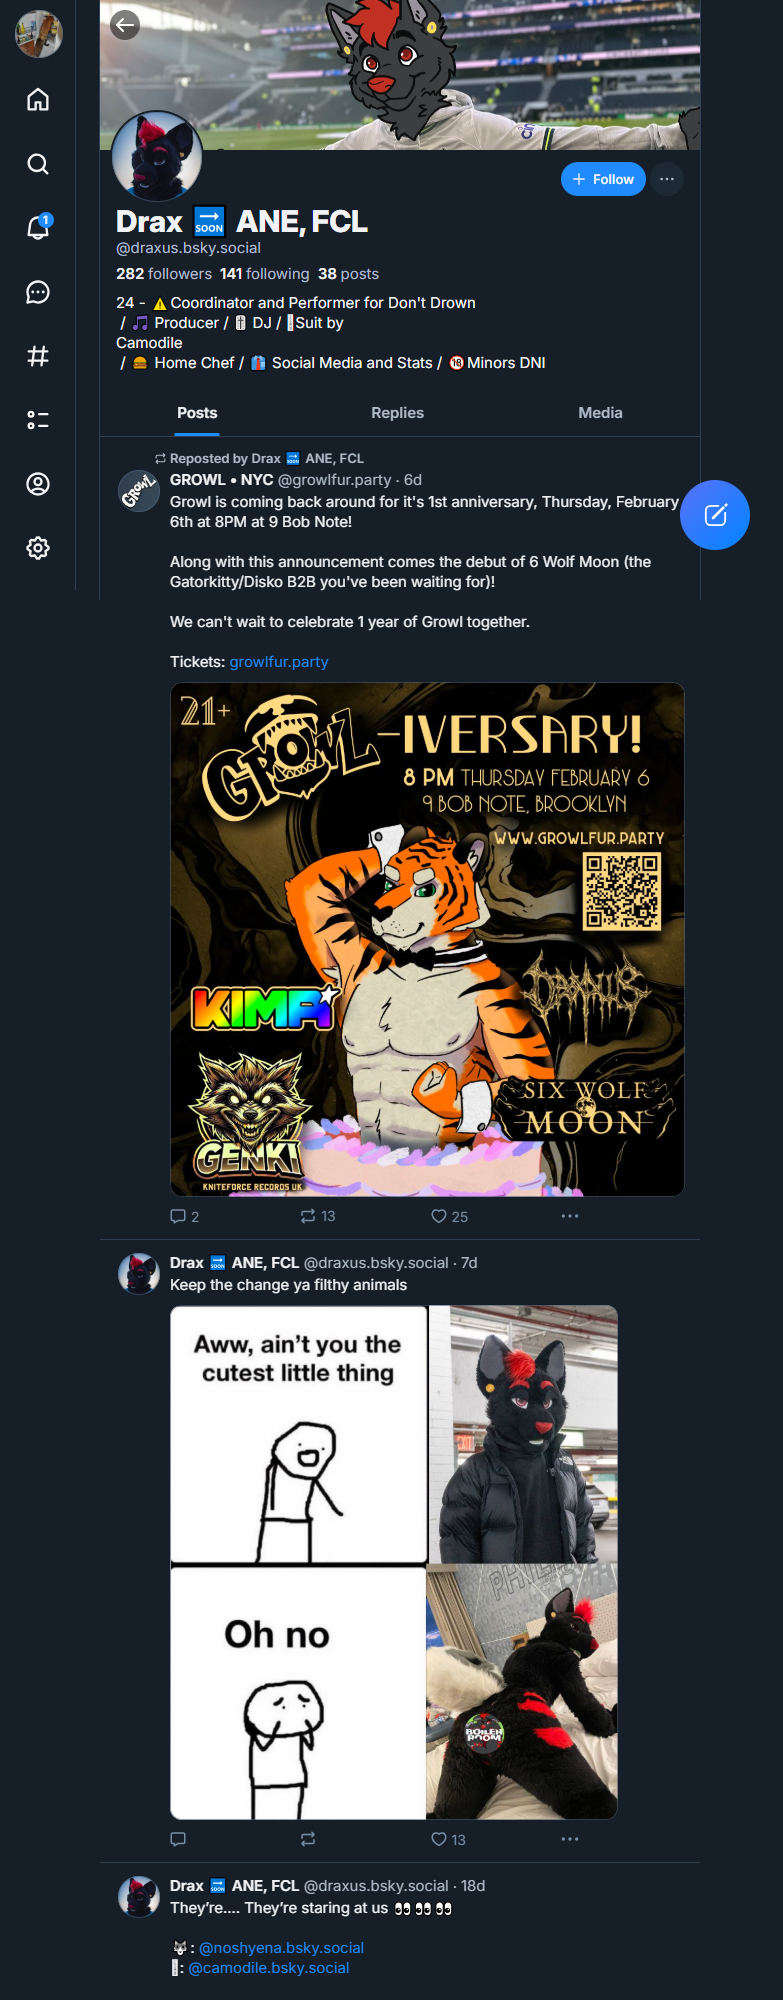 1
+ Follow
Drax 🔜 ANE, FCL
@draxus.bsky.social
282 followers 141 following 38 posts
24 - ⚠️Coordinator and Performer for Don't Drown
/ 🎵 Producer / 🎚️ DJ / Suit by
Camodile
/ 🍔 Home Chef / 👔 Social Media and Stats / 🔞Minors DNI
Posts Replies Media
Reposted by Drax 🔜 ANE, FCL
GROWL • NYC @growlfur.party · 6d
GROWL
Growl is coming back around for it's 1st anniversary, Thursday, February
6th at 8PM at 9 Bob Note!
Along with this announcement comes the debut of 6 Wolf Moon (the
Gatorkitty/Disko B2B you've been waiting for)!
We can't wait to celebrate 1 year of Growl together.
Tickets: growlfur.party
21+
GROWL-IVERSARY!
8 PM THURSDAY FEBRUARY 6
9 BOB NOTE, BROOKLYN
WWW.GROWLFUR.PARTY
KIMA
DRAXUS
SIX WOLF
MOON
GENKI
KNITEFORCE RECORDS UK
2 13 25
Drax 🔜 ANE, FCL @draxus.bsky.social · 7d
Keep the change ya filthy animals
Aww, ain't you the
cutest little thing
Oh no
BOILER
ROOM
13
Drax 🔜 ANE, FCL @draxus.bsky.social · 18d
They're.... They're staring at us 👀👀👀
🐺: @noshyena.bsky.social
: @camodile.bsky.social